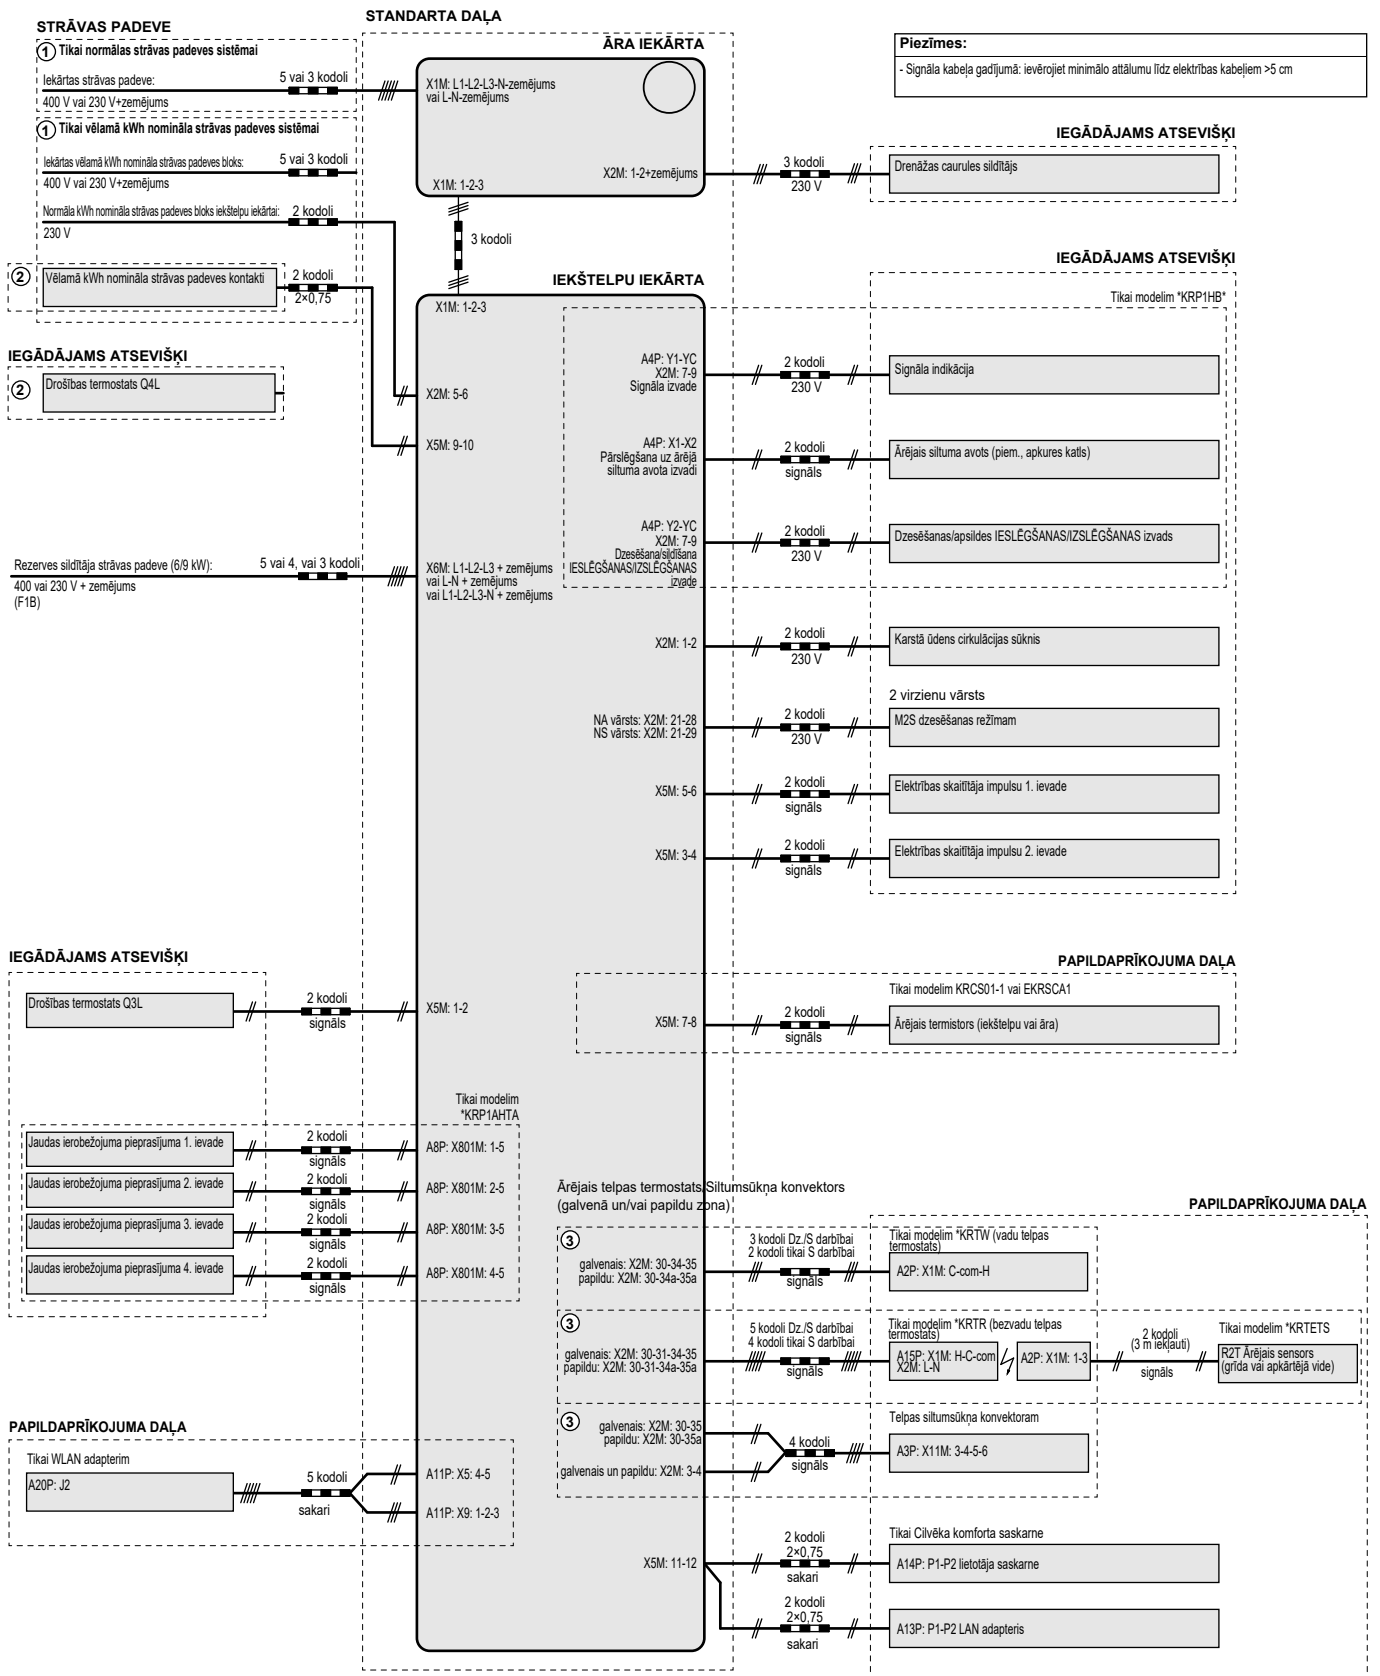 STANDARTA DAĻA
STRĀVAS PADEVE
① Tikai normālas strāvas padeves sistēmai
Iekārtas strāvas padeve:
5 vai 3 kodoli
400 V vai 230 V+zemējums
① Tikai vēlamā kWh nomināla strāvas padeves sistēmai
Iekārtas vēlamā kWh nomināla strāvas padeves bloks:
5 vai 3 kodoli
400 V vai 230 V+zemējums
Normāla kWh nomināla strāvas padeves bloks iekštelpu iekārtai:
2 kodoli
230 V
②
Vēlamā kWh nomināla strāvas padeves kontakti
2 kodoli
2×0,75
IEGĀDĀJAMS ATSEVIŠĶI
②
Drošības termostats Q4L
ĀRA IEKĀRTA
X1M: L1-L2-L3-N-zemējums
vai L-N-zemējums
X2M: 1-2+zemējums
X1M: 1-2-3
3 kodoli
Piezīmes:
- Signāla kabeļa gadījumā: ievērojiet minimālo attālumu līdz elektrības kabeļiem >5 cm
IEGĀDĀJAMS ATSEVIŠĶI
3 kodoli
230 V
Drenāžas caurules sildītājs
IEKŠTELPU IEKĀRTA
X1M: 1-2-3
IEGĀDĀJAMS ATSEVIŠĶI
Tikai modelim *KRP1HB*
A4P: Y1-YC
X2M: 7-9
Signāla izvade
2 kodoli
230 V
Signāla indikācija
X2M: 5-6
X5M: 9-10
A4P: X1-X2
Pārslēgšana uz ārējā
siltuma avota izvadi
2 kodoli
signāls
Ārējais siltuma avots (piem., apkures katls)
A4P: Y2-YC
X2M: 7-9
Dzesēšana/sildīšana
IESLĒGŠANAS/IZSLĒGŠANAS
izvade
2 kodoli
230 V
Dzesēšanas/apsildes IESLĒGŠANAS/IZSLĒGŠANAS izvads
Rezerves sildītāja strāvas padeve (6/9 kW):
5 vai 4, vai 3 kodoli
400 vai 230 V + zemējums
(F1B)
X6M: L1-L2-L3 + zemējums
vai L-N + zemējums
vai L1-L2-L3-N + zemējums
X2M: 1-2
2 kodoli
230 V
Karstā ūdens cirkulācijas sūknis
2 virzienu vārsts
NA vārsts: X2M: 21-28
NS vārsts: X2M: 21-29
2 kodoli
230 V
M2S dzesēšanas režīmam
X5M: 5-6
2 kodoli
signāls
Elektrības skaitītāja impulsu 1. ievade
X5M: 3-4
2 kodoli
signāls
Elektrības skaitītāja impulsu 2. ievade
IEGĀDĀJAMS ATSEVIŠĶI
Drošības termostats Q3L
2 kodoli
signāls
X5M: 1-2
PAPILDAPRĪKOJUMA DAĻA
Tikai modelim KRCS01-1 vai EKRSCA1
X5M: 7-8
2 kodoli
signāls
Ārējais termistors (iekštelpu vai āra)
Tikai modelim
*KRP1AHTA
Jaudas ierobežojuma pieprasījuma 1. ievade
2 kodoli
signāls
A8P: X801M: 1-5
Jaudas ierobežojuma pieprasījuma 2. ievade
2 kodoli
signāls
A8P: X801M: 2-5
Jaudas ierobežojuma pieprasījuma 3. ievade
2 kodoli
signāls
A8P: X801M: 3-5
Jaudas ierobežojuma pieprasījuma 4. ievade
2 kodoli
signāls
A8P: X801M: 4-5
Ārējais telpas termostats/Siltumsūkņa konvektors
(galvenā un/vai papildu zona)
PAPILDAPRĪKOJUMA DAĻA
③
galvenais: X2M: 30-34-35
papildu: X2M: 30-34a-35a
3 kodoli Dz./S darbībai
2 kodoli tikai S darbībai
signāls
Tikai modelim *KRTW (vadu telpas
termostats)
A2P: X1M: C-com-H
③
galvenais: X2M: 30-31-34-35
papildu: X2M: 30-31-34a-35a
5 kodoli Dz./S darbībai
4 kodoli tikai S darbībai
signāls
Tikai modelim *KRTR (bezvadu telpas
termostats)
A15P: X1M: H-C-com
X2M: L-N
A2P: X1M: 1-3
2 kodoli
(3 m iekļauti)
signāls
Tikai modelim *KRTETS
R2T Ārējais sensors
(grīda vai apkārtējā vide)
③
galvenais: X2M: 30-35
papildu: X2M: 30-35a
galvenais un papildu: X2M: 3-4
4 kodoli
signāls
Telpas siltumsūkņa konvektoram
A3P: X11M: 3-4-5-6
PAPILDAPRĪKOJUMA DAĻA
Tikai WLAN adapterim
A20P: J2
5 kodoli
sakari
A11P: X5: 4-5
A11P: X9: 1-2-3
X5M: 11-12
2 kodoli
2×0,75
sakari
Tikai Cilvēka komforta saskarne
A14P: P1-P2 lietotāja saskarne
2 kodoli
2×0,75
sakari
A13P: P1-P2 LAN adapteris